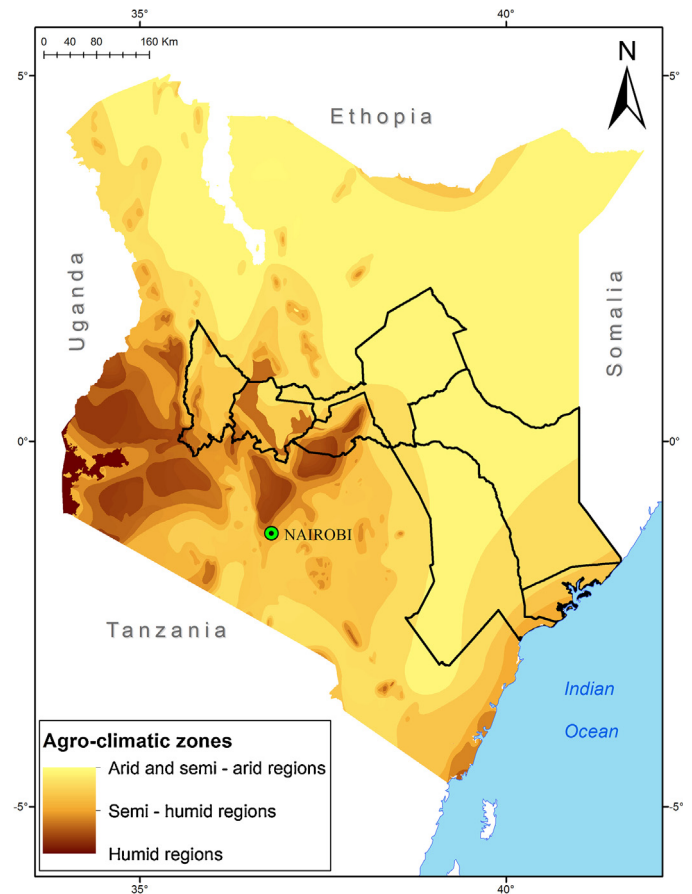 35°
40°
0 40 80 160 Km
N
5°
5°
Ethopia
Uganda
Somalia
0°
0°
NAIROBI
Tanzania
Indian
Ocean
Agro-climatic zones
Arid and semi - arid regions
Semi - humid regions
Humid regions
-5°
-5°
35°
40°